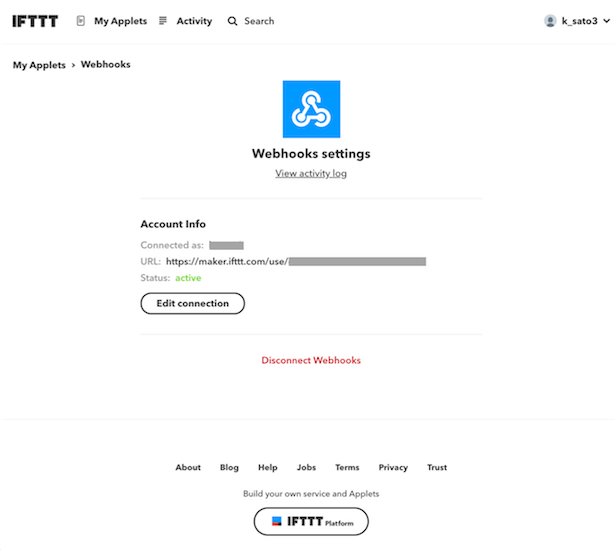 IFTTT My Applets Activity Search k_sato3
My Applets › Webhooks
Webhooks settings
View activity log
Account Info
Connected as:
URL: https://maker.ifttt.com/use/
Status: active
Edit connection
Disconnect Webhooks
About Blog Help Jobs Terms Privacy Trust
Build your own service and Applets
IFTTT Platform